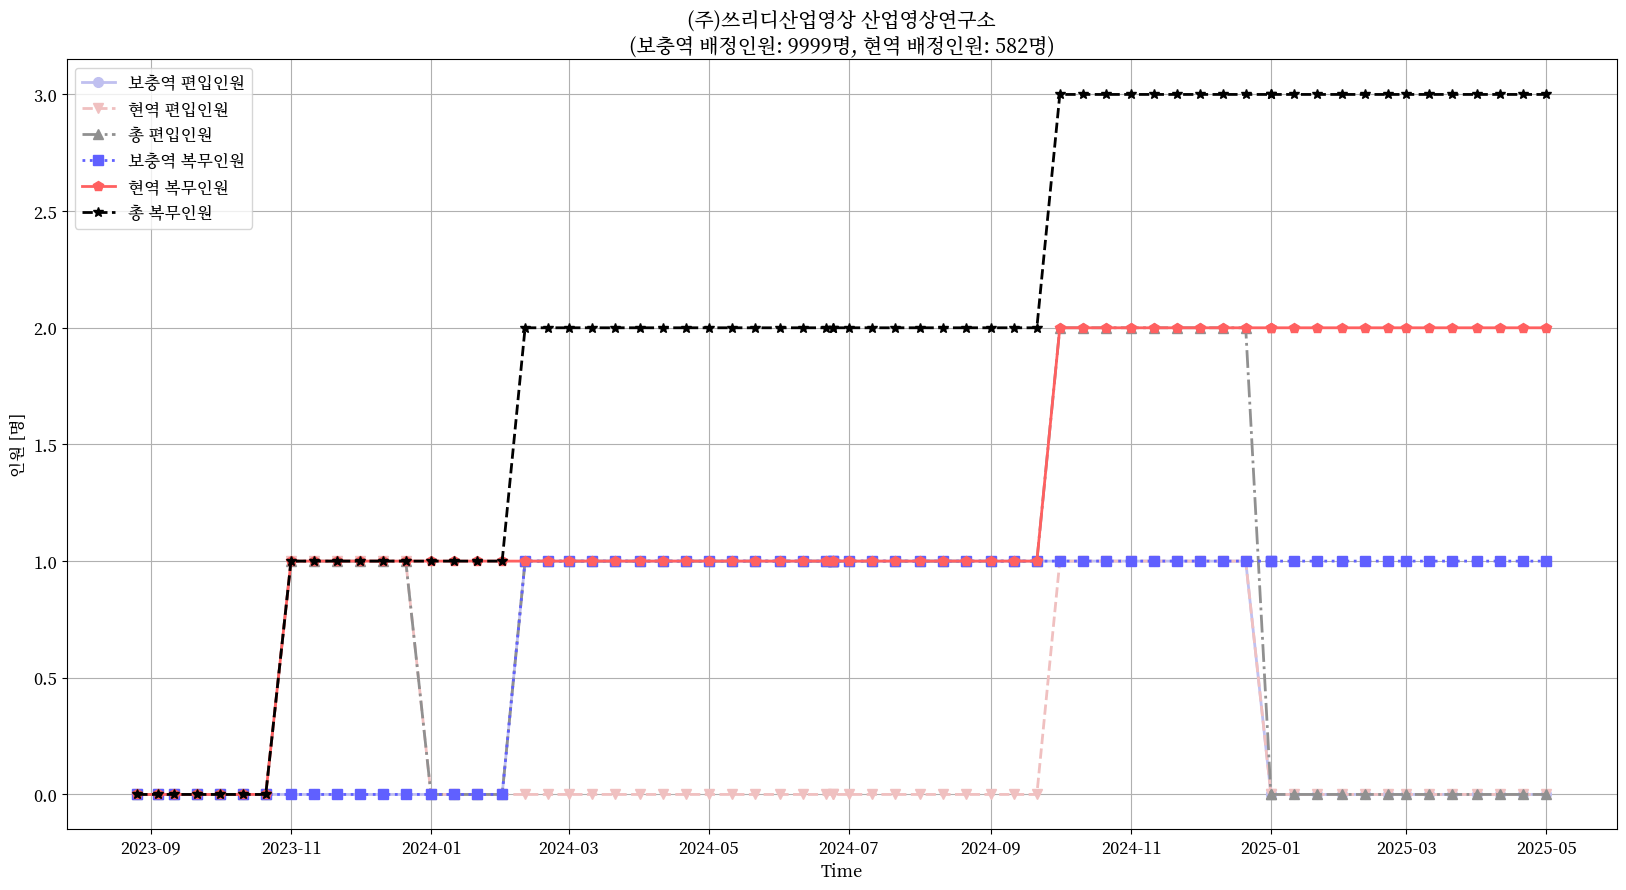 (주)쓰리디산업영상 산업영상연구소
(보충역 배정인원: 9999명, 현역 배정인원: 582명)
보충역 편입인원
현역 편입인원
총 편입인원
보충역 복무인원
현역 복무인원
총 복무인원
3.0
2.5
2.0
1.5
1.0
0.5
0.0
인원 [명]
2023-09
2023-11
2024-01
2024-03
2024-05
2024-07
2024-09
2024-11
2025-01
2025-03
2025-05
Time